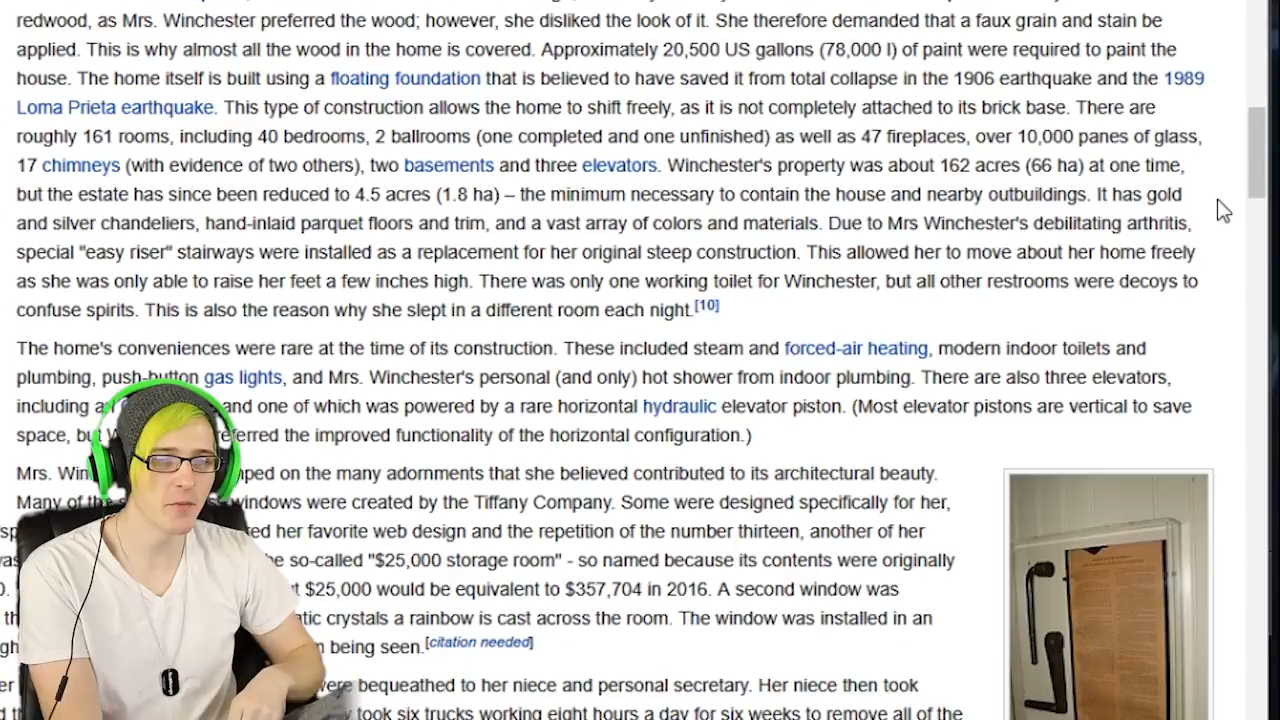 redwood, as Mrs. Winchester preferred the wood; however, she disliked the look of it. She therefore demanded that a faux grain and stain be
applied. This is why almost all the wood in the home is covered. Approximately 20,500 US gallons (78,000 l) of paint were required to paint the
house. The home itself is built using a floating foundation that is believed to have saved it from total collapse in the 1906 earthquake and the 1989
Loma Prieta earthquake. This type of construction allows the home to shift freely, as it is not completely attached to its brick base. There are
roughly 161 rooms, including 40 bedrooms, 2 ballrooms (one completed and one unfinished) as well as 47 fireplaces, over 10,000 panes of glass,
17 chimneys (with evidence of two others), two basements and three elevators. Winchester's property was about 162 acres (66 ha) at one time,
but the estate has since been reduced to 4.5 acres (1.8 ha) – the minimum necessary to contain the house and nearby outbuildings. It has gold
and silver chandeliers, hand-inlaid parquet floors and trim, and a vast array of colors and materials. Due to Mrs Winchester's debilitating arthritis,
special "easy riser" stairways were installed as a replacement for her original steep construction. This allowed her to move about her home freely
as she was only able to raise her feet a few inches high. There was only one working toilet for Winchester, but all other restrooms were decoys to
confuse spirits. This is also the reason why she slept in a different room each night.[10]
The home's conveniences were rare at the time of its construction. These included steam and forced-air heating, modern indoor toilets and
plumbing, push-button gas lights, and Mrs. Winchester's personal (and only) hot shower from indoor plumbing. There are also three elevators,
including and one of which was powered by a rare horizontal hydraulic elevator piston. (Most elevator pistons are vertical to save
space, but the improved functionality of the horizontal configuration.)
Mrs. on the many adornments that she believed contributed to its architectural beauty.
Many of windows were created by the Tiffany Company. Some were designed specifically for her,
her favorite web design and the repetition of the number thirteen, another of her
so-called "$25,000 storage room" - so named because its contents were originally
$25,000 would be equivalent to $357,704 in 2016. A second window was
crystals a rainbow is cast across the room. The window was installed in an
being seen.[citation needed]
were bequeathed to her niece and personal secretary. Her niece then took
took six trucks working eight hours a day for six weeks to remove all of the